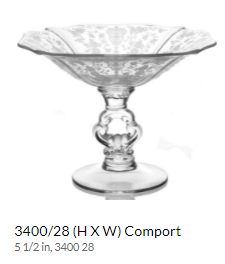 3400/28 (H X W) Comport
5 1/2 in, 3400 28